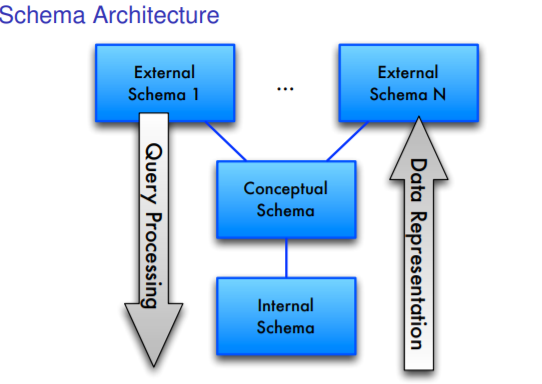 Schema Architecture
External
Schema 1
...
External
Schema N
Query Processing
Conceptual
Schema
Data Representation
Internal
Schema